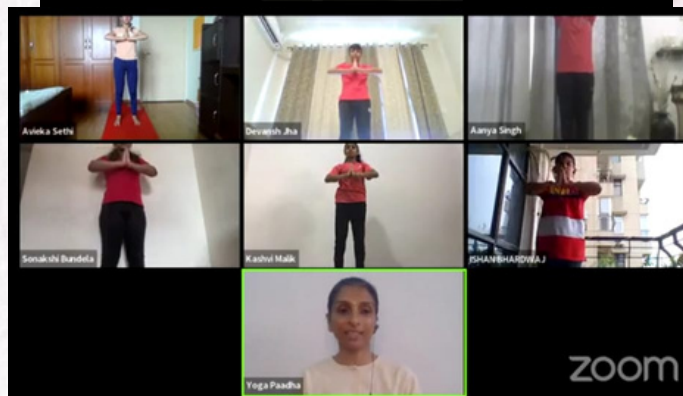 Avieka Sethi
Devansh Jha
Aanya Singh
Sonakshi Bundela
Kashvi Malik
ISHAN BHARDWAJ
Yoga Paadha
zoom